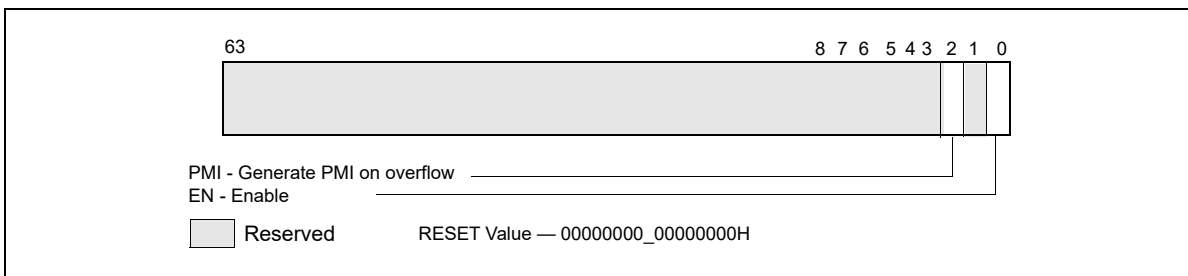 63 8 7 6 5 4 3 2 1 0
PMI - Generate PMI on overflow
EN - Enable
Reserved RESET Value — 00000000_00000000H